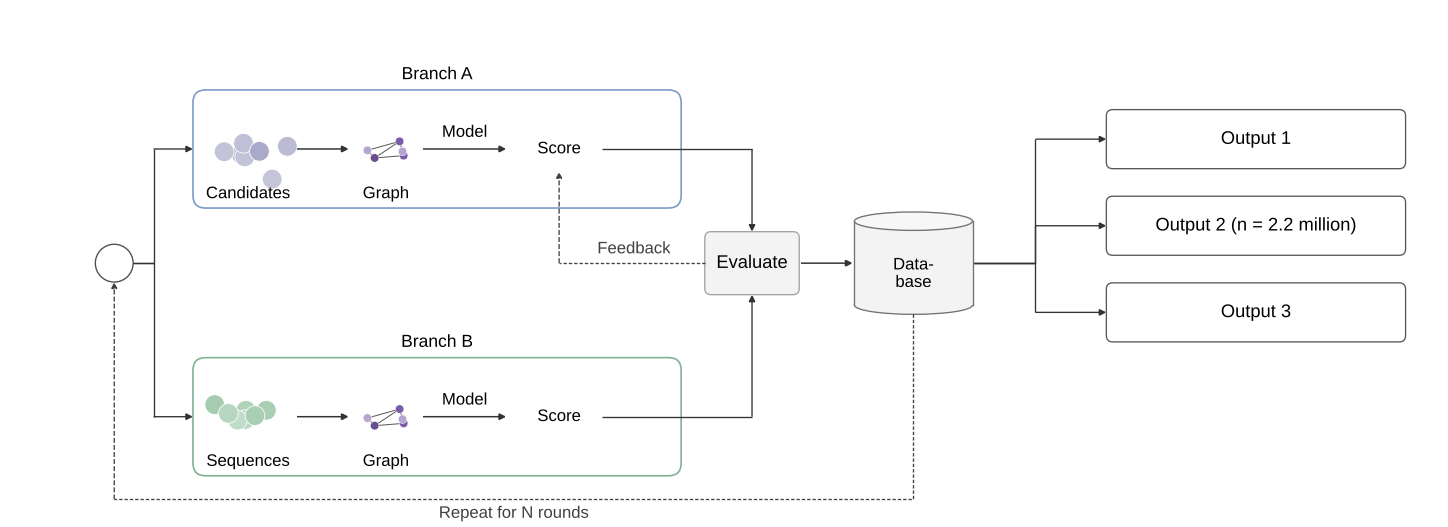 Branch A
Model
Score
Candidates
Graph
Feedback
Evaluate
Data-
base
Output 1
Output 2 (n = 2.2 million)
Output 3
Branch B
Model
Score
Sequences
Graph
Repeat for N rounds